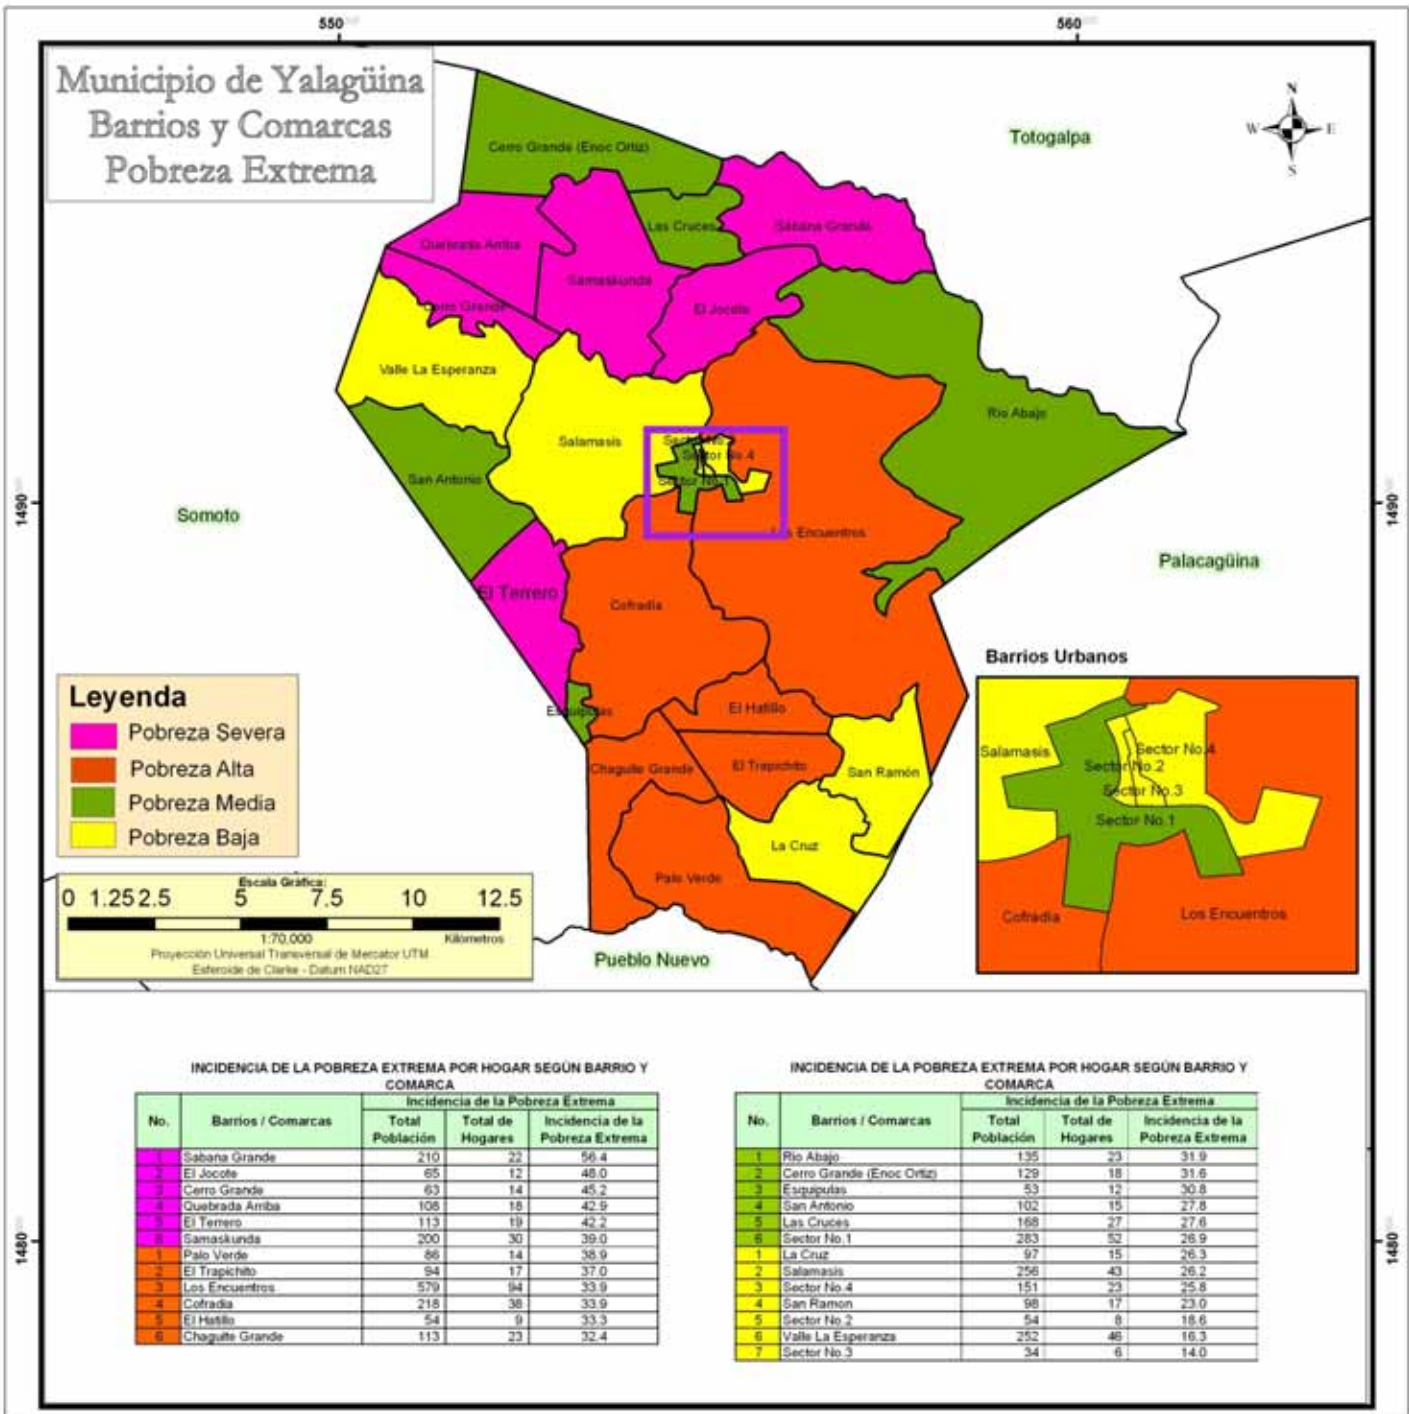 550
560
Municipio de Yalagüina
Barrios y Comarcas
Pobreza Extrema
N
W
E
S
Totogalpa
Cerro Grande (Enoc Ortiz)
Las Cruces
Sabana Grande
Quebrada Arriba
Samaskunda
Cerro Grande
El Jocote
Valle La Esperanza
Rio Abajo
Salamasis
Sector No.
Sector No.4
San Antonio
Sector No.1
1490
1490
Somoto
Los Encuentros
Palacagüina
El Terrero
Cofradía
Barrios Urbanos
Leyenda
Pobreza Severa
Pobreza Alta
Pobreza Media
Pobreza Baja
Esquipulas
El Hatillo
Chaguite Grande
El Trapichito
San Ramón
La Cruz
Palo Verde
Salamasis
Sector No.4
Sector No.2
Sector No.3
Sector No.1
Cofradía
Los Encuentros
Escala Gráfica:
0 1.25 2.5 5 7.5 10 12.5
1:70,000 Kilómetros
Proyección Universal Transversal de Mercator UTM
Esferoide de Clarke - Datum NAD27
Pueblo Nuevo
INCIDENCIA DE LA POBREZA EXTREMA POR HOGAR SEGÚN BARRIO Y
COMARCA
No. Barrios / Comarcas Incidencia de la Pobreza Extrema
Total Población Total de Hogares Incidencia de la Pobreza Extrema
1 Sabana Grande 210 22 56.4
2 El Jocote 65 12 48.0
3 Cerro Grande 63 14 45.2
4 Quebrada Arriba 108 18 42.9
5 El Terrero 113 19 42.2
6 Samaskunda 200 30 39.0
1 Palo Verde 86 14 38.9
2 El Trapichito 94 17 37.0
3 Los Encuentros 579 94 33.9
4 Cofradia 218 38 33.9
5 El Hatillo 54 9 33.3
6 Chaguite Grande 113 23 32.4
INCIDENCIA DE LA POBREZA EXTREMA POR HOGAR SEGÚN BARRIO Y
COMARCA
No. Barrios / Comarcas Incidencia de la Pobreza Extrema
Total Población Total de Hogares Incidencia de la Pobreza Extrema
1 Rio Abajo 135 23 31.9
2 Cerro Grande (Enoc Ortiz) 129 18 31.6
3 Esquipulas 53 12 30.8
4 San Antonio 102 15 27.8
5 Las Cruces 168 27 27.6
6 Sector No.1 283 52 26.9
1 La Cruz 97 15 26.3
2 Salamasis 256 43 26.2
3 Sector No.4 151 23 25.8
4 San Ramon 98 17 23.0
5 Sector No.2 54 8 18.6
6 Valle La Esperanza 252 46 16.3
7 Sector No.3 34 6 14.0
1480
1480